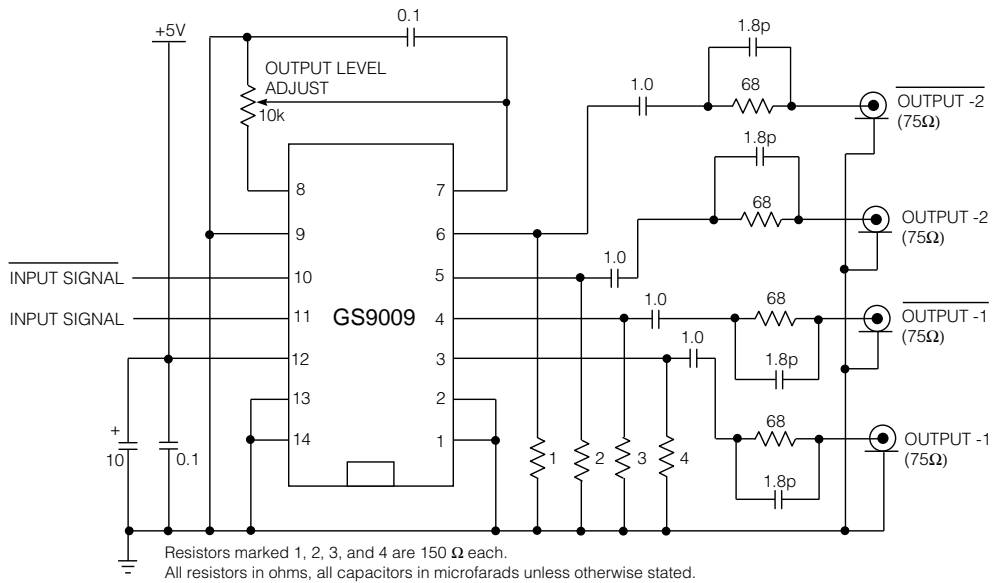 +5V
0.1
OUTPUT LEVEL
ADJUST
10k
1.8p
1.0
68
OUTPUT -2
(75Ω)
8
7
9
6
1.8p
68
OUTPUT -2
(75Ω)
INPUT SIGNAL
10
5
1.0
INPUT SIGNAL
11
GS9009
4
1.0
68
OUTPUT -1
(75Ω)
1.8p
12
3
1.0
13
2
14
1
+
10
0.1
1
2
3
4
68
OUTPUT -1
(75Ω)
1.8p
Resistors marked 1, 2, 3, and 4 are 150 Ω each.
All resistors in ohms, all capacitors in microfarads unless otherwise stated.